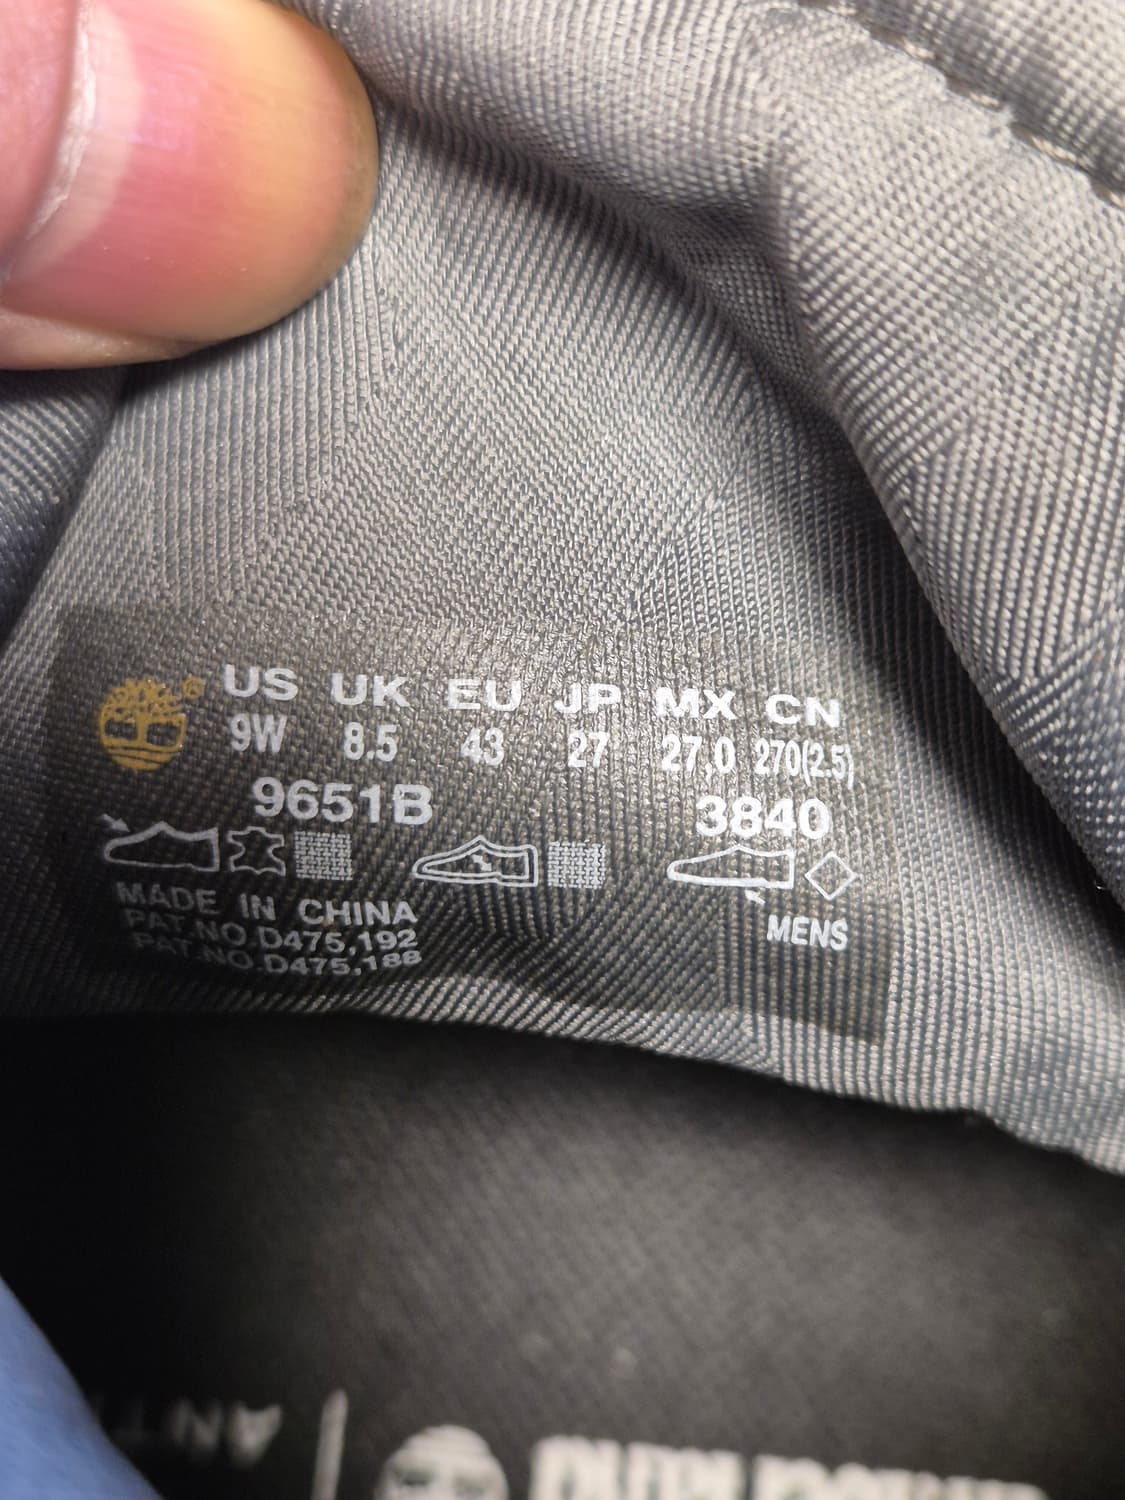 US UK EU JP MX CN
9W 8.5 43 27 27,0 270(2.5)
9651B 3840
MADE IN CHINA
PAT.NO.D475,192
PAT.NO.D475,188
MENS